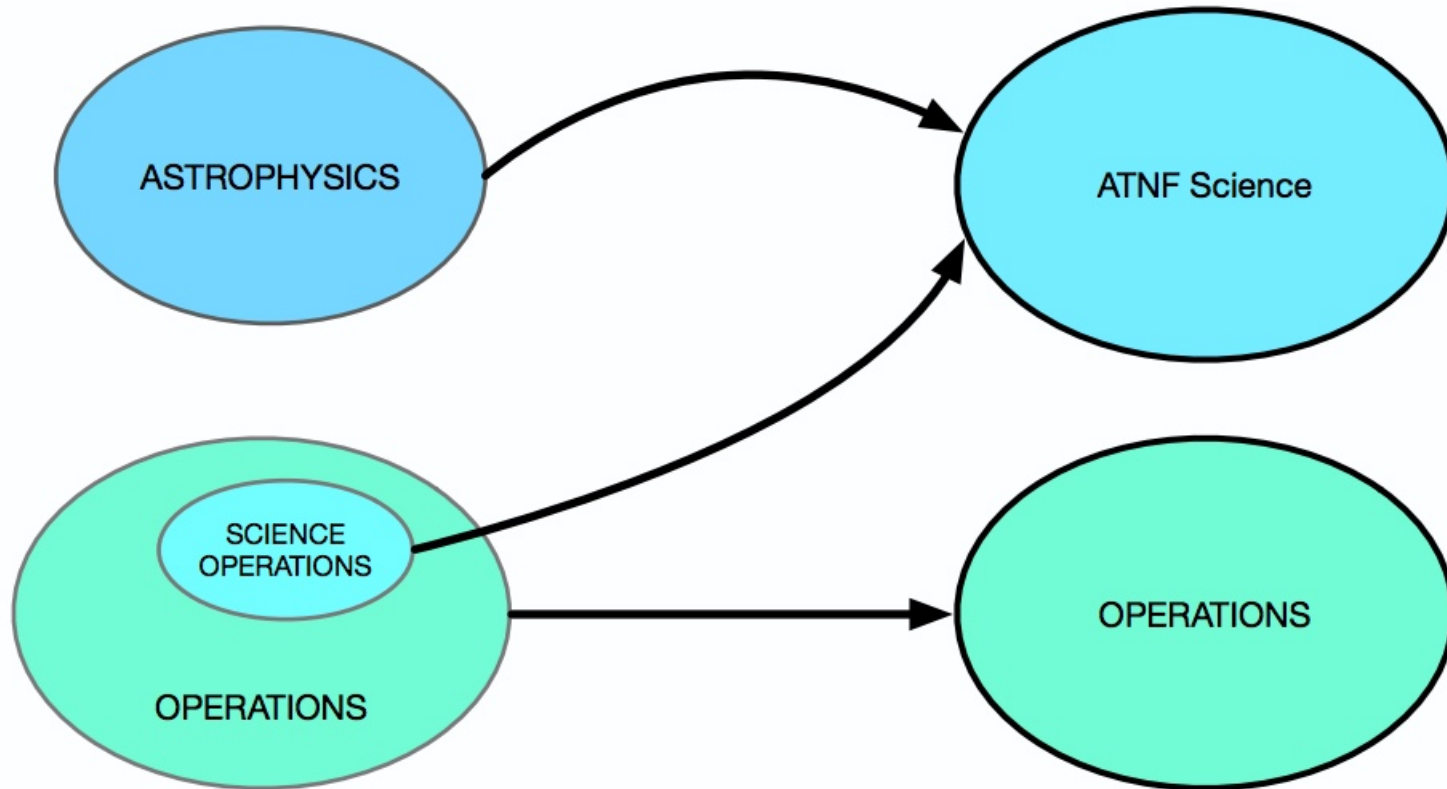 ASTROPHYSICS
ATNF Science
SCIENCE
OPERATIONS
OPERATIONS
OPERATIONS